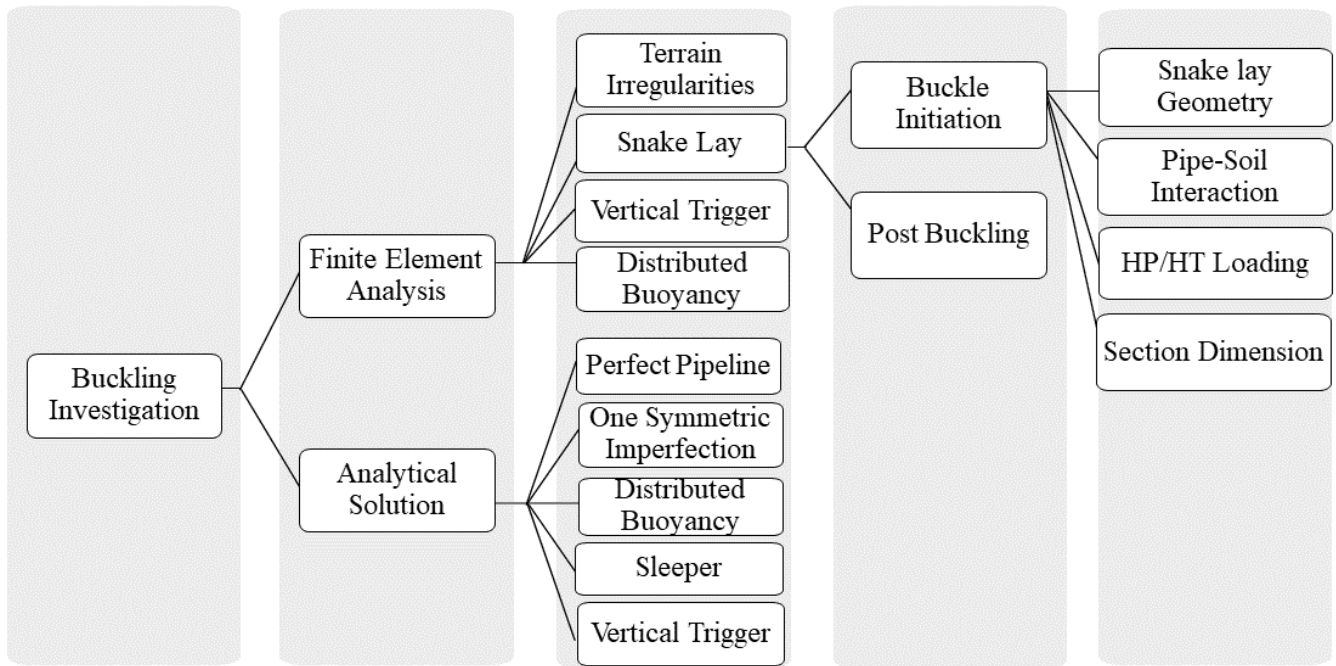 Buckling
Investigation
Finite Element
Analysis
Analytical
Solution
Terrain
Irregularities
Snake Lay
Vertical Trigger
Distributed
Buoyancy
Perfect Pipeline
One Symmetric
Imperfection
Distributed
Buoyancy
Sleeper
Vertical Trigger
Buckle
Initiation
Post Buckling
Snake lay
Geometry
Pipe-Soil
Interaction
HP/HT Loading
Section Dimension